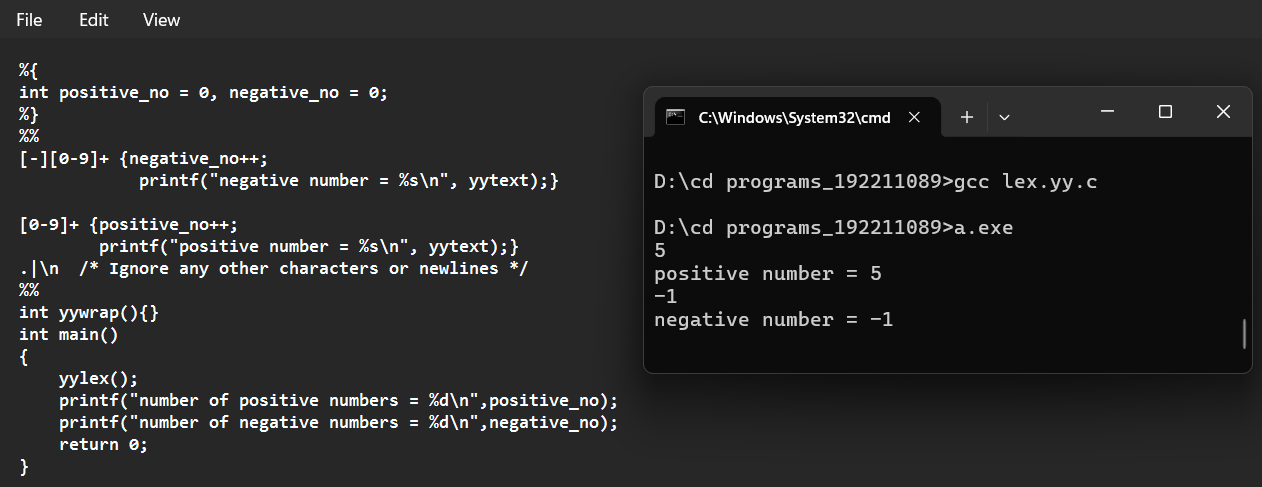 File Edit View
%{
int positive_no = 0, negative_no = 0;
%}
%%
[-][0-9]+ {negative_no++;
            printf("negative number = %s\n", yytext);}
[0-9]+ {positive_no++;
        printf("positive number = %s\n", yytext);}
.|\n  /* Ignore any other characters or newlines */
%%
int yywrap(){}
int main()
{
    yylex();
    printf("number of positive numbers = %d\n",positive_no);
    printf("number of negative numbers = %d\n",negative_no);
    return 0;
}
C:\Windows\System32\cmd
D:\cd programs_192211089>gcc lex.yy.c
D:\cd programs_192211089>a.exe
5
positive number = 5
-1
negative number = -1